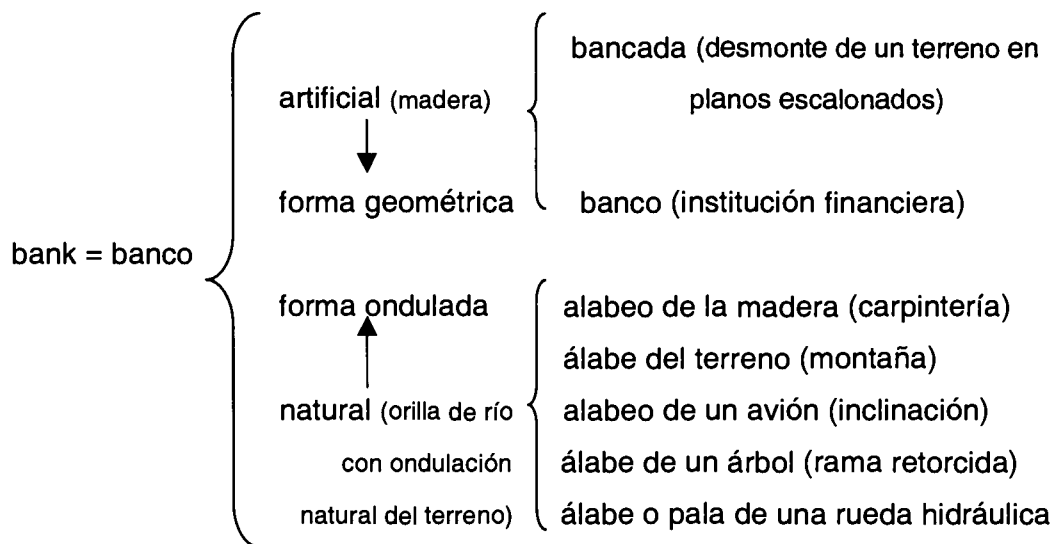 bank = banco
artificial (madera)
forma geométrica
bancada (desmonte de un terreno en
planos escalonados)
banco (institución financiera)
forma ondulada
natural (orilla de río
con ondulación
natural del terreno)
alabeo de la madera (carpintería)
álabe del terreno (montaña)
alabeo de un avión (inclinación)
álabe de un árbol (rama retorcida)
álabe o pala de una rueda hidráulica